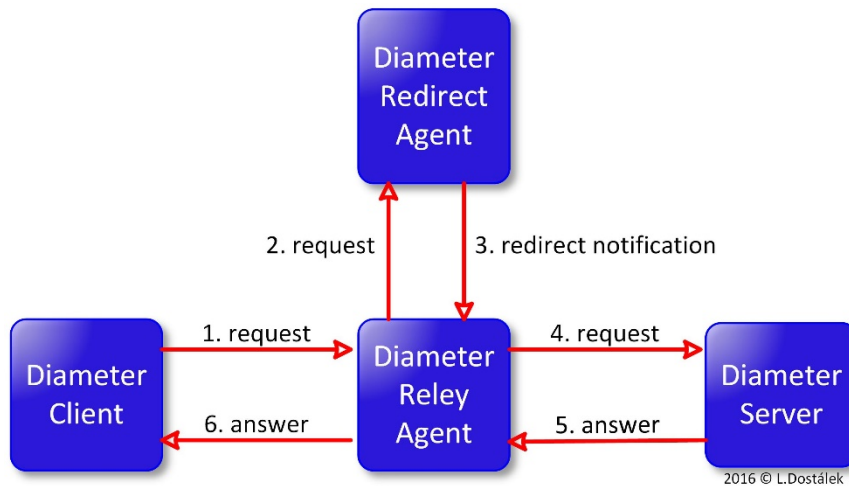 Diameter
Redirect
Agent
2. request
3. redirect notification
1. request
4. request
Diameter
Client
Diameter
Reley
Agent
Diameter
Server
6. answer
5. answer
2016 © L.Dostálek